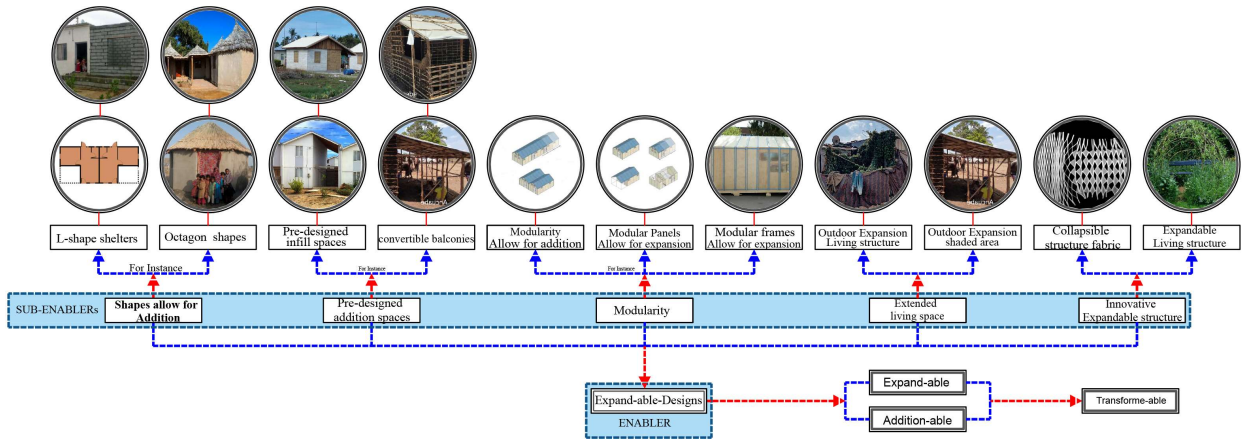 L-shape shelters
Octagon shapes
Pre-designed
infill spaces
convertible balconies
Modularity
Allow for addition
Modular Panels
Allow for expansion
Modular frames
Allow for expansion
Outdoor Expansion
Living structure
Outdoor Expansion
shaded area
Collapsible
structure fabric
Expandable
Living structure
For Instance
For Instance
For Instance
SUB-ENABLERs
Shapes allow for
Addition
Pre-designed
addition spaces
Modularity
Extended
living space
Innovative
Expandable structure
Expand-able-Designs
ENABLER
Expand-able
Addition-able
Transforme-able